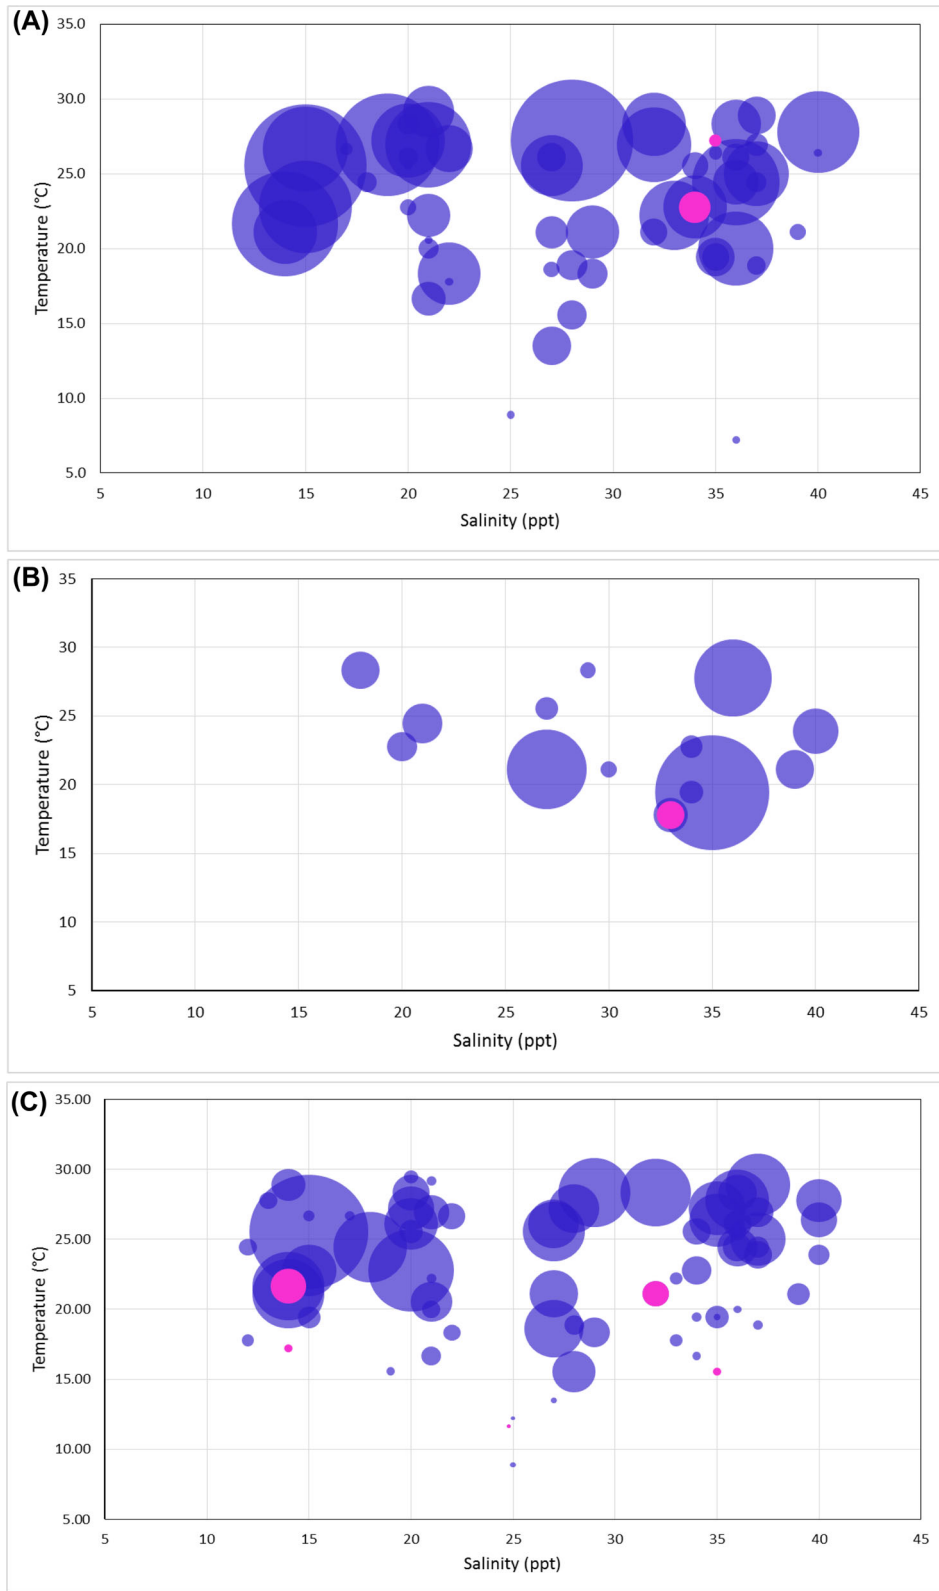 (A)
35.0
30.0
25.0
20.0
15.0
10.0
5.0
Temperature (°C)
5 10 15 20 25 30 35 40 45
Salinity (ppt)
(B)
35
30
25
20
15
10
5
Temperature (°C)
5 10 15 20 25 30 35 40 45
Salinity (ppt)
(C)
35.00
30.00
25.00
20.00
15.00
10.00
5.00
Temperature (°C)
5 10 15 20 25 30 35 40 45
Salinity (ppt)